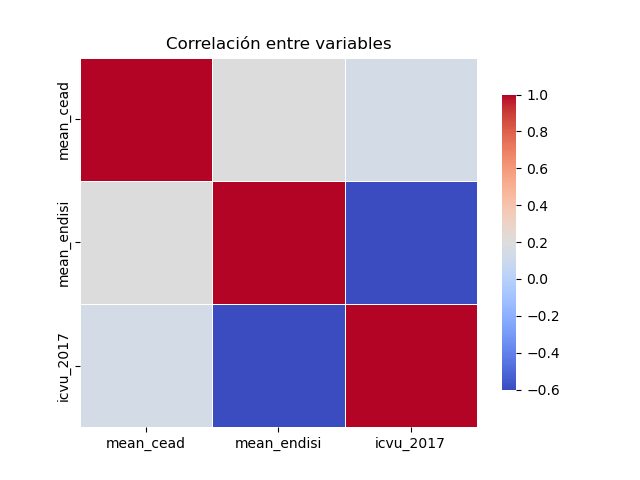 Correlación entre variables
mean_cead
mean_endisi
icvu_2017
mean_cead
mean_endisi
icvu_2017
1.0
0.8
0.6
0.4
0.2
0.0
−0.2
−0.4
−0.6